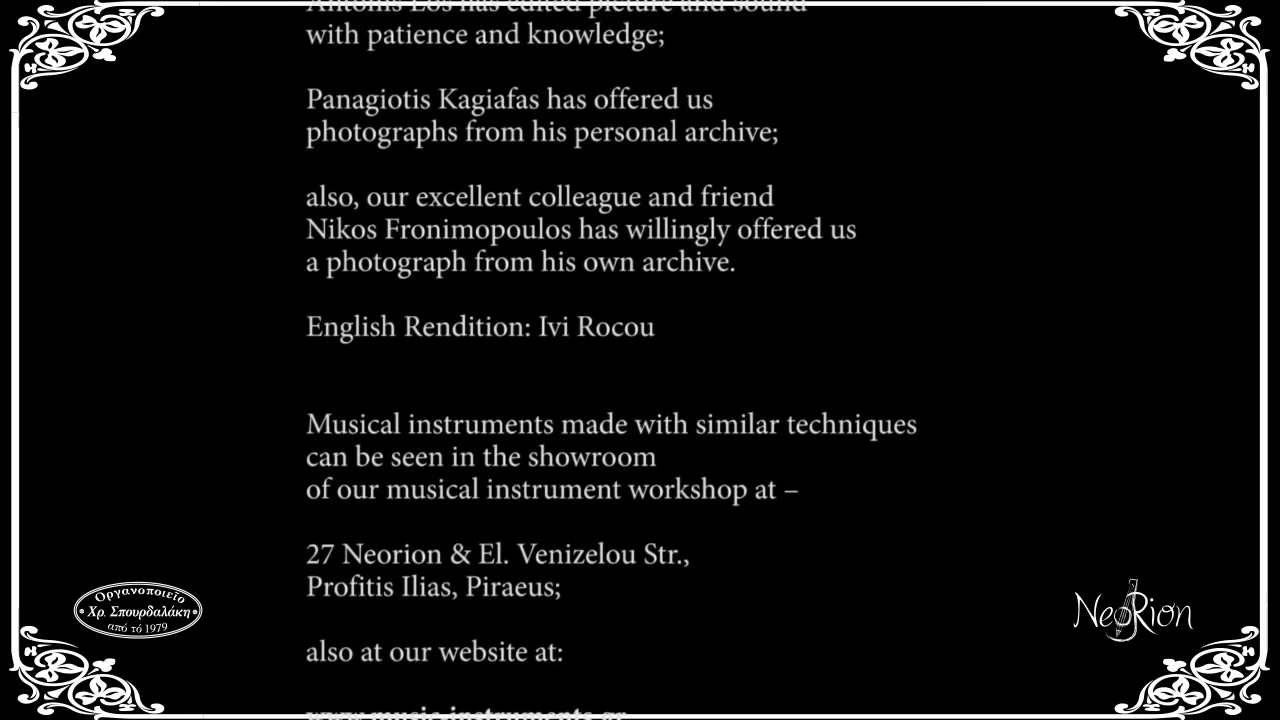 with patience and knowledge;
Panagiotis Kagiafas has offered us
photographs from his personal archive;
also, our excellent colleague and friend
Nikos Fronimopoulos has willingly offered us
a photograph from his own archive.
English Rendition: Ivi Rocou
Musical instruments made with similar techniques
can be seen in the showroom
of our musical instrument workshop at –
27 Neorion & El. Venizelou Str.,
Profitis Ilias, Piraeus;
also at our website at:
Οργανοποιείο
Χρ. Σπουρδαλάκη
από τό 1979
NeoRion